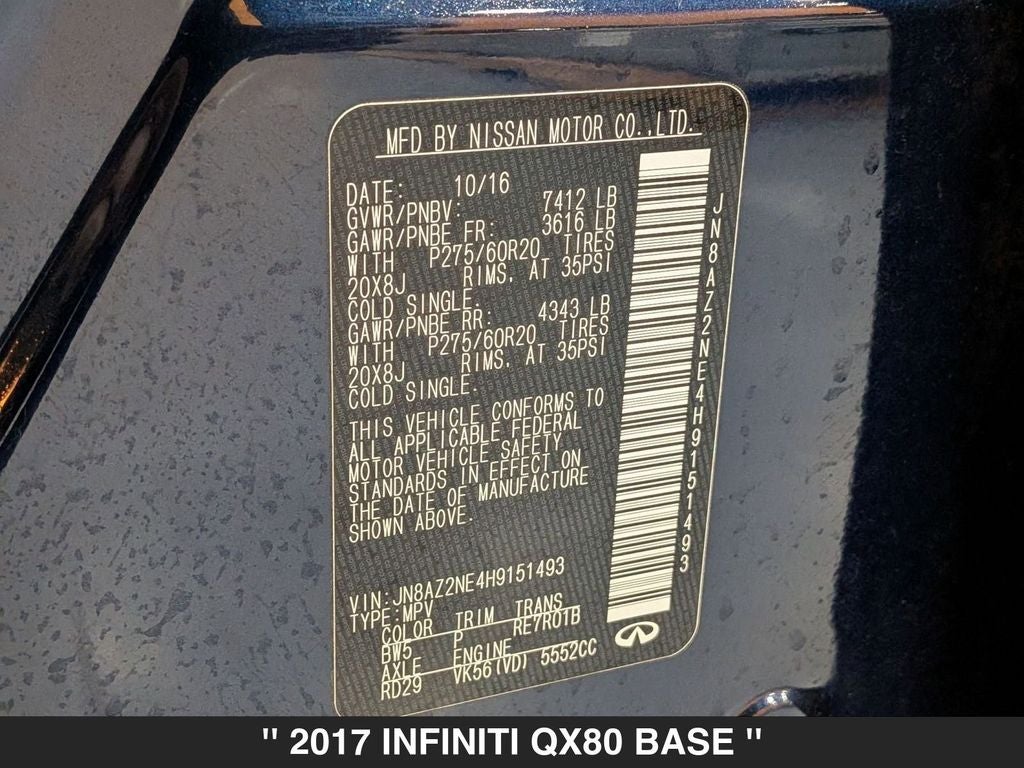 MFD BY NISSAN MOTOR CO.,LTD.
DATE: 10/16
GVWR/PNBV: 7412 LB
GAWR/PNBE FR: 3616 LB
WITH P275/60R20 TIRES
20X8J RIMS, AT 35PSI
COLD SINGLE.
GAWR/PNBE RR: 4343 LB
WITH P275/60R20 TIRES
20X8J RIMS, AT 35PSI
COLD SINGLE.
THIS VEHICLE CONFORMS TO
ALL APPLICABLE FEDERAL
MOTOR VEHICLE SAFETY
STANDARDS IN EFFECT ON
THE DATE OF MANUFACTURE
SHOWN ABOVE.
VIN:JN8AZ2NE4H9151493
TYPE:MPV
COLOR TRIM TRANS
BW5 P RE7R01B
AXLE ENGINE
RD29 VK56(VD) 5552CC
JN8AZ2NE4H9151493
" 2017 INFINITI QX80 BASE "